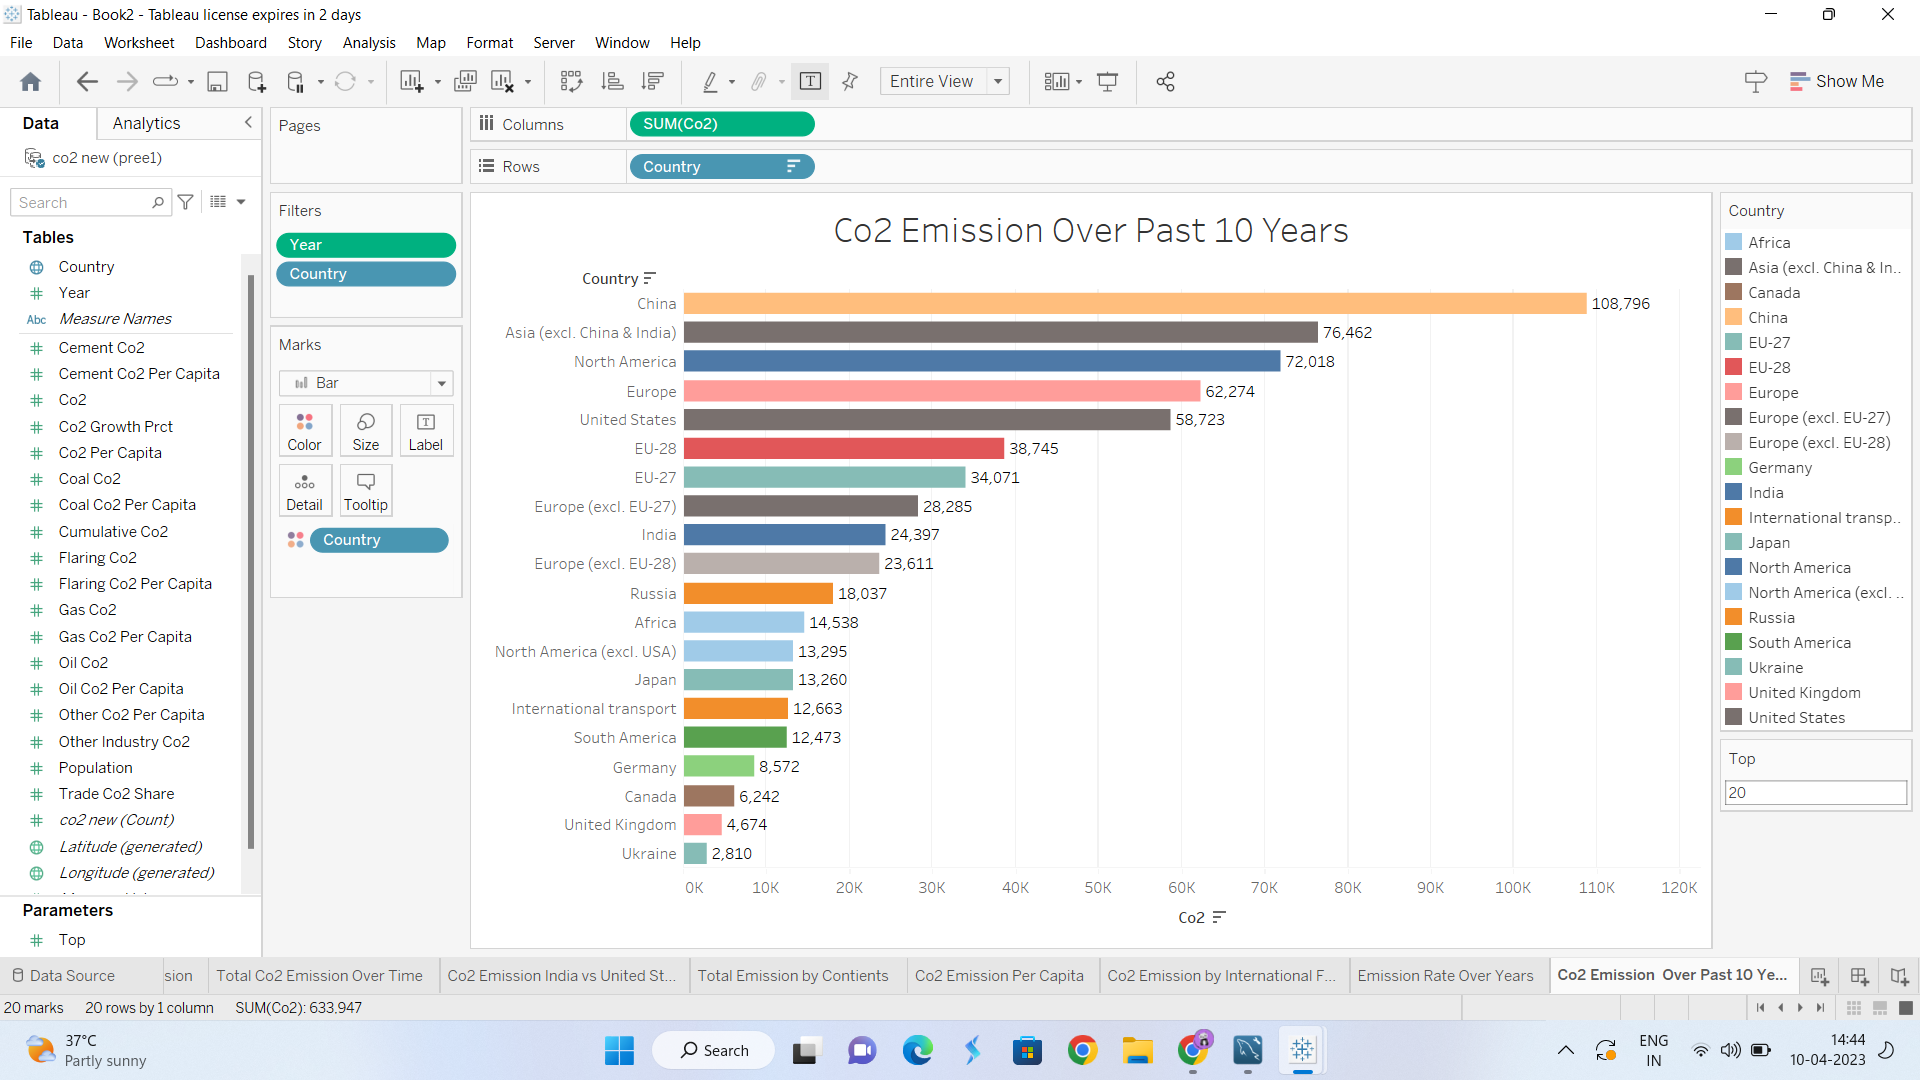 Tableau - Book2 - Tableau license expires in 2 days
File Data Worksheet Dashboard Story Analysis Map Format Server Window Help
Entire View
Show Me
Data Analytics
co2 new (pree1)
Search
Tables
Country
Year
Abc Measure Names
Cement Co2
Cement Co2 Per Capita
Co2
Co2 Growth Prct
Co2 Per Capita
Coal Co2
Coal Co2 Per Capita
Cumulative Co2
Flaring Co2
Flaring Co2 Per Capita
Gas Co2
Gas Co2 Per Capita
Oil Co2
Oil Co2 Per Capita
Other Co2 Per Capita
Other Industry Co2
Population
Trade Co2 Share
co2 new (Count)
Latitude (generated)
Longitude (generated)
Parameters
Top
Pages
Filters
Year
Country
Marks
Bar
Color Size Label
Detail Tooltip
Country
Columns SUM(Co2)
Rows Country
Co2 Emission Over Past 10 Years
Country
China 108,796
Asia (excl. China & India) 76,462
North America 72,018
Europe 62,274
United States 58,723
EU-28 38,745
EU-27 34,071
Europe (excl. EU-27) 28,285
India 24,397
Europe (excl. EU-28) 23,611
Russia 18,037
Africa 14,538
North America (excl. USA) 13,295
Japan 13,260
International transport 12,663
South America 12,473
Germany 8,572
Canada 6,242
United Kingdom 4,674
Ukraine 2,810
0K 10K 20K 30K 40K 50K 60K 70K 80K 90K 100K 110K 120K
Co2
Country
Africa
Asia (excl. China & In..
Canada
China
EU-27
EU-28
Europe
Europe (excl. EU-27)
Europe (excl. EU-28)
Germany
India
International transp..
Japan
North America
North America (excl. ..
Russia
South America
Ukraine
United Kingdom
United States
Top
20
Data Source sion Total Co2 Emission Over Time Co2 Emission India vs United St... Total Emission by Contients Co2 Emission Per Capita Co2 Emission by International F... Emission Rate Over Years Co2 Emission Over Past 10 Ye...
20 marks 20 rows by 1 column SUM(Co2): 633,947
37°C
Partly sunny
Search
ENG
IN
14:44
10-04-2023